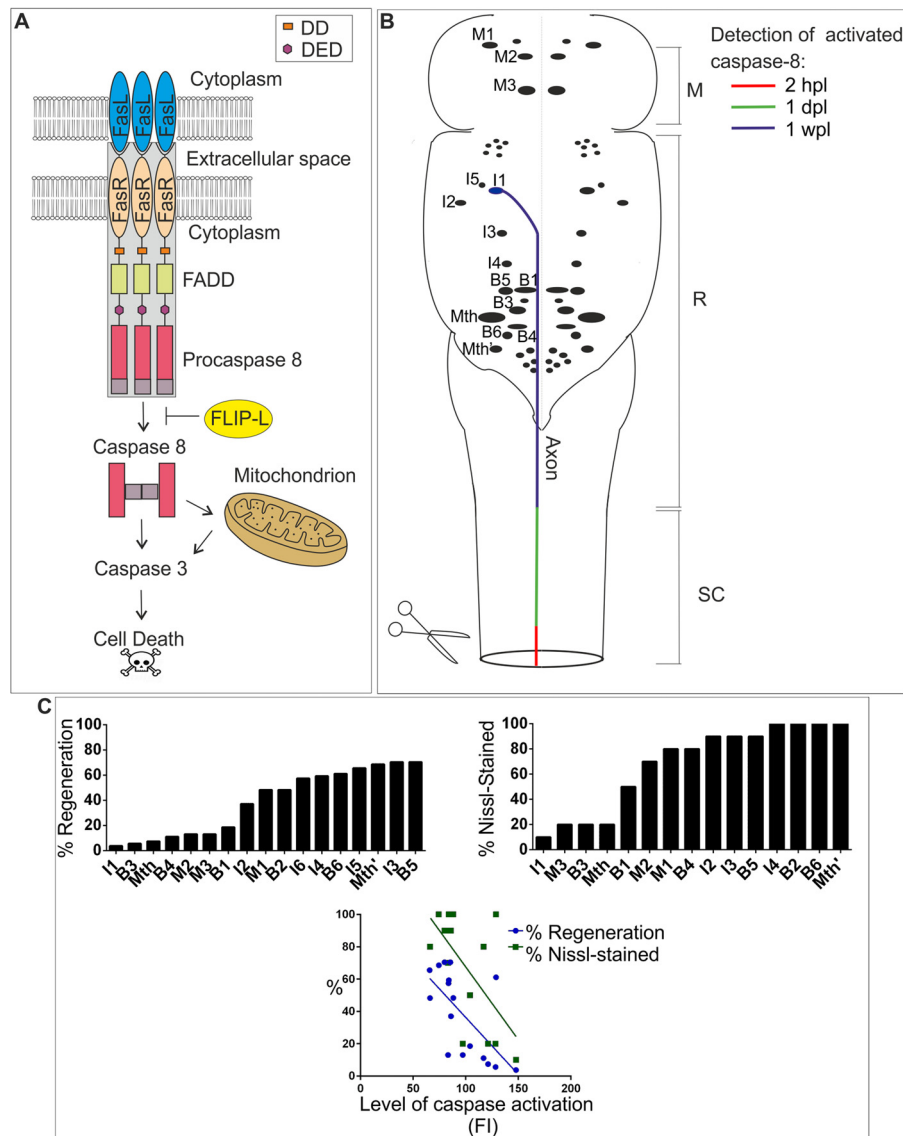 A
DD
DED
Cytoplasm
FasL FasL FasL
Extracellular space
FasR FasR FasR
Cytoplasm
FADD
Procaspase 8
FLIP-L
Caspase 8
Mitochondrion
Caspase 3
Cell Death
B
M1
M2
M3
M
I5 I1
I2
I3
I4
B5 B1
B3
Mth
B6 B4
Mth'
R
Axon
SC
Detection of activated
caspase-8:
2 hpl
1 dpl
1 wpl
C
% Regeneration
100
80
60
40
20
0
I1 B3 Mth B4 M2 M3 B1 I2 M1 B2 I6 I4 B6 I5 Mth' I3 B5
% Nissl-Stained
100
80
60
40
20
0
I1 M3 B3 Mth B1 M2 M1 B4 I2 I3 B5 I4 B2 B6 Mth'
%
100
80
60
40
20
0
0 50 100 150 200
% Regeneration
% Nissl-stained
Level of caspase activation
(FI)